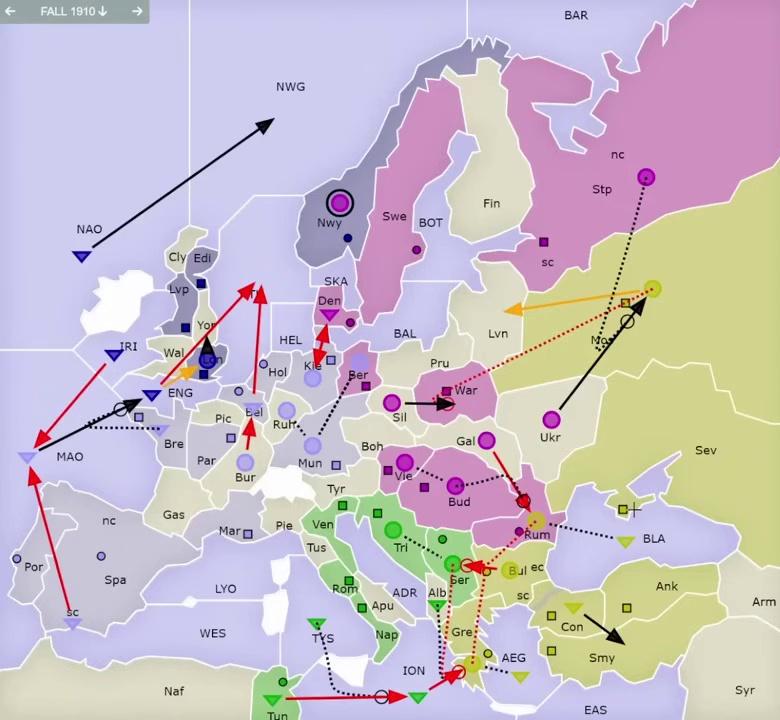 ← FALL 1910 ↓ →
BAR
NWG
nc
Stp
Fin
Nwy
Swe
BOT
NAO
Cly
Edi
sc
SKA
Den
Lvp
Yor
Lvn
HEL
BAL
IRI
Wal
Lon
Hol
Kie
Ber
Pru
War
ENG
Bel
Pic
Ruh
Sil
Ukr
MAO
Bre
Gal
Par
Bur
Mun
Boh
Sev
Vie
Bud
Tyr
nc
Gas
Mar
Pie
Ven
Tri
Rum
BLA
Por
Spa
Tus
Ser
Bul
ec
sc
Ank
LYO
ADR
Alb
Arm
Rom
Apu
Con
sc
WES
TYS
Nap
Gre
Smy
ION
AEG
Naf
Tun
EAS
Syr